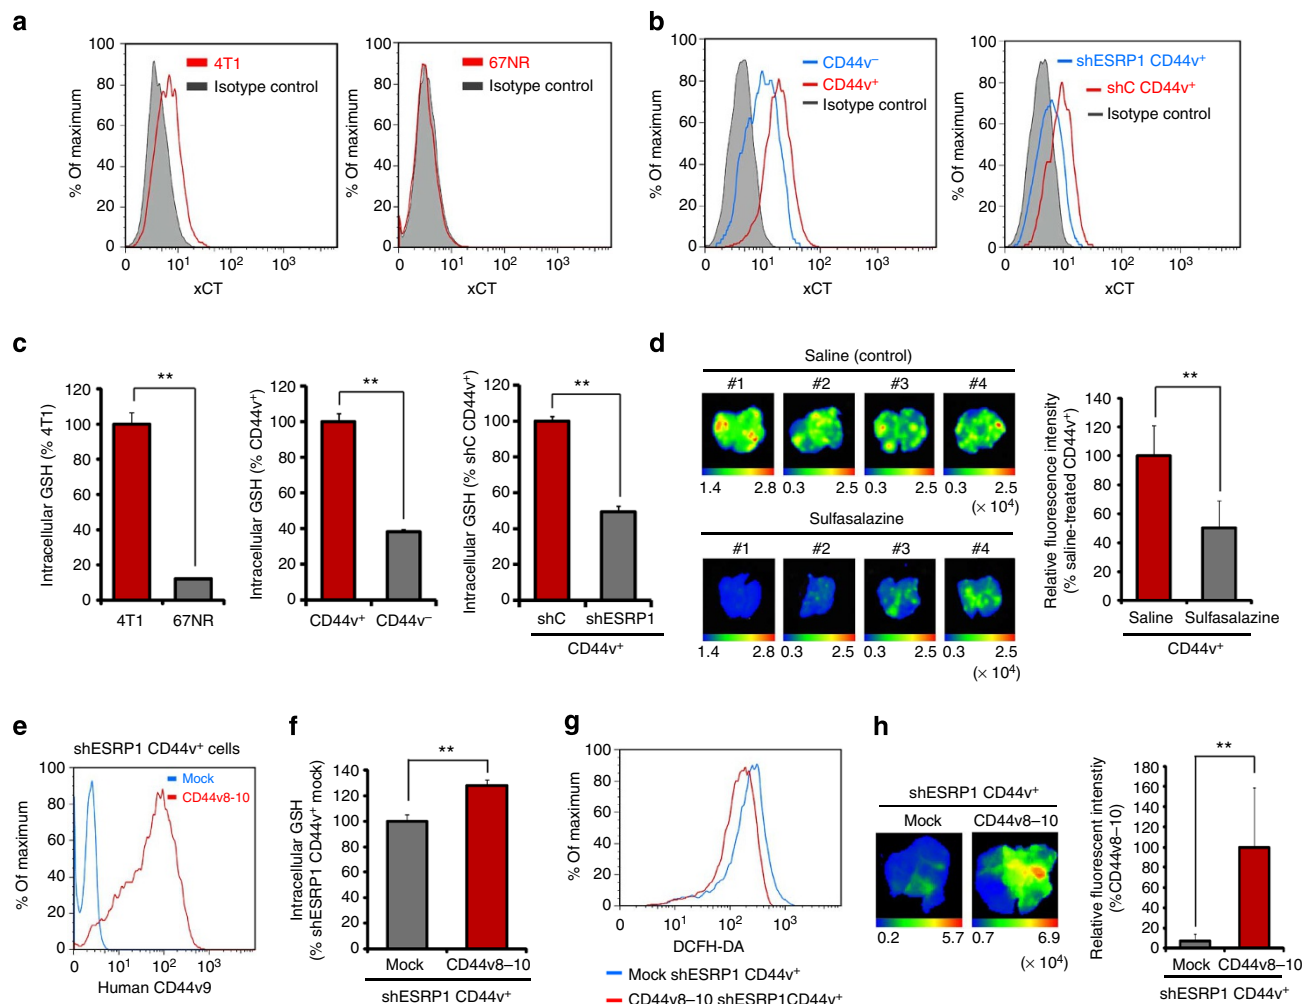 a
100
80
60
40
20
0
% Of maximum
4T1
Isotype control
0 10¹ 10² 10³
xCT
100
80
60
40
20
0
% Of maximum
67NR
Isotype control
0 10¹ 10² 10³
xCT
b
100
80
60
40
20
0
% Of maximum
CD44v⁻
CD44v⁺
Isotype control
0 10¹ 10² 10³
xCT
100
80
60
40
20
0
% Of maximum
shESRP1 CD44v⁺
shC CD44v⁺
Isotype control
0 10¹ 10² 10³
xCT
c
Intracellular GSH (% 4T1)
120
100
80
60
40
20
0
**
4T1 67NR
Intracellular GSH (% CD44v⁺)
120
100
80
60
40
20
0
**
CD44v⁺ CD44v⁻
Intracellular GSH (% shC CD44v⁺)
120
100
80
60
40
20
0
**
shC shESRP1
CD44v⁺
d
Saline (control)
#1 #2 #3 #4
1.4 2.8 0.3 2.5 0.3 2.5 0.3 2.5
(× 10⁴)
Sulfasalazine
#1 #2 #3 #4
1.4 2.8 0.3 2.5 0.3 2.5 0.3 2.5
(× 10⁴)
Relative fluorescence intensity
(% saline-treated CD44v⁺)
140
120
100
80
60
40
20
0
**
Saline Sulfasalazine
CD44v⁺
e
shESRP1 CD44v⁺ cells
100
80
60
40
20
0
% Of maximum
Mock
CD44v8-10
0 10¹ 10² 10³
Human CD44v9
f
Intracellular GSH
(% shESRP1 CD44v⁺ mock)
140
120
100
80
60
40
20
0
**
Mock CD44v8–10
shESRP1 CD44v⁺
g
100
80
60
40
20
0
% Of maximum
0 10¹ 10² 10³
DCFH-DA
Mock shESRP1 CD44v⁺
CD44v8–10 shESRP1CD44v⁺
h
shESRP1 CD44v⁺
Mock CD44v8–10
0.2 5.7 0.7 6.9
(× 10⁴)
Relative fluorescent intensity
(%CD44v8–10)
180
160
140
120
100
80
60
40
20
0
**
Mock CD44v8–10
shESRP1 CD44v⁺